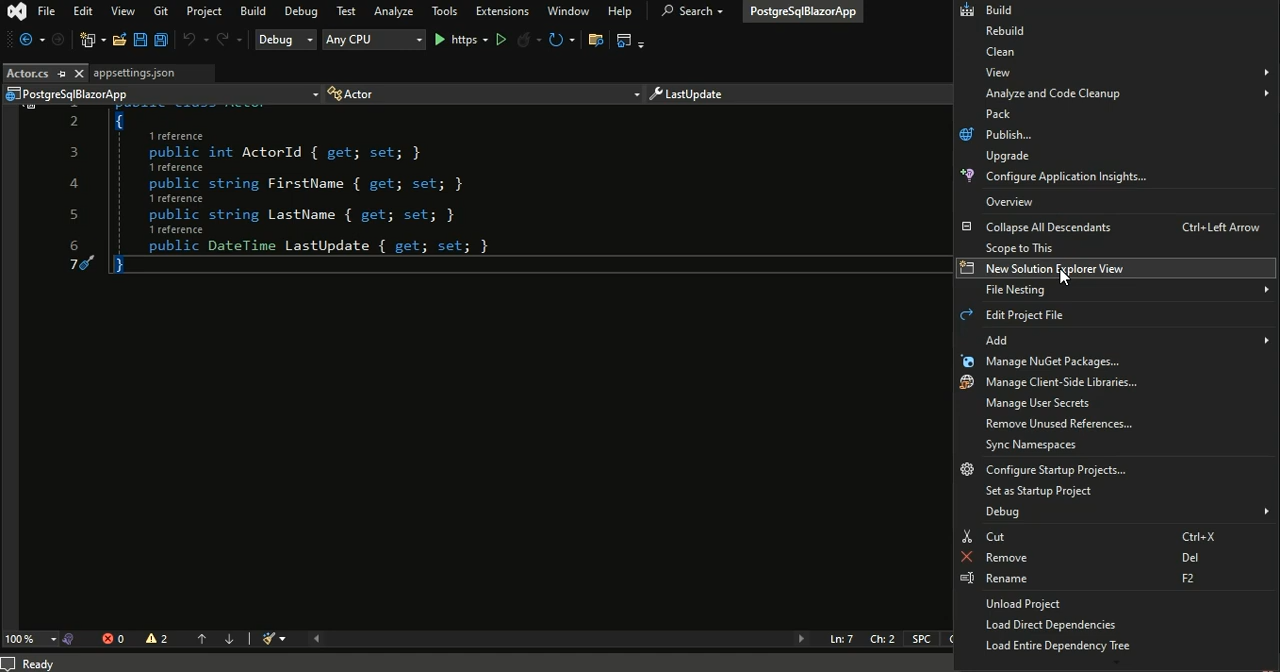 File Edit View Git Project Build Debug Test Analyze Tools Extensions Window Help Search PostgreSqlBlazorApp
Debug Any CPU https
Actor.cs appsettings.json
PostgreSqlBlazorApp Actor LastUpdate
1 public class Actor
2 {
1 reference
3 public int ActorId { get; set; }
1 reference
4 public string FirstName { get; set; }
1 reference
5 public string LastName { get; set; }
1 reference
6 public DateTime LastUpdate { get; set; }
7 }
100 % 0 2 Ln: 7 Ch: 2 SPC
Ready
Build
Rebuild
Clean
View
Analyze and Code Cleanup
Pack
Publish...
Upgrade
Configure Application Insights...
Overview
Collapse All Descendants Ctrl+Left Arrow
Scope to This
New Solution Explorer View
File Nesting
Edit Project File
Add
Manage NuGet Packages...
Manage Client-Side Libraries...
Manage User Secrets
Remove Unused References...
Sync Namespaces
Configure Startup Projects...
Set as Startup Project
Debug
Cut Ctrl+X
Remove Del
Rename F2
Unload Project
Load Direct Dependencies
Load Entire Dependency Tree